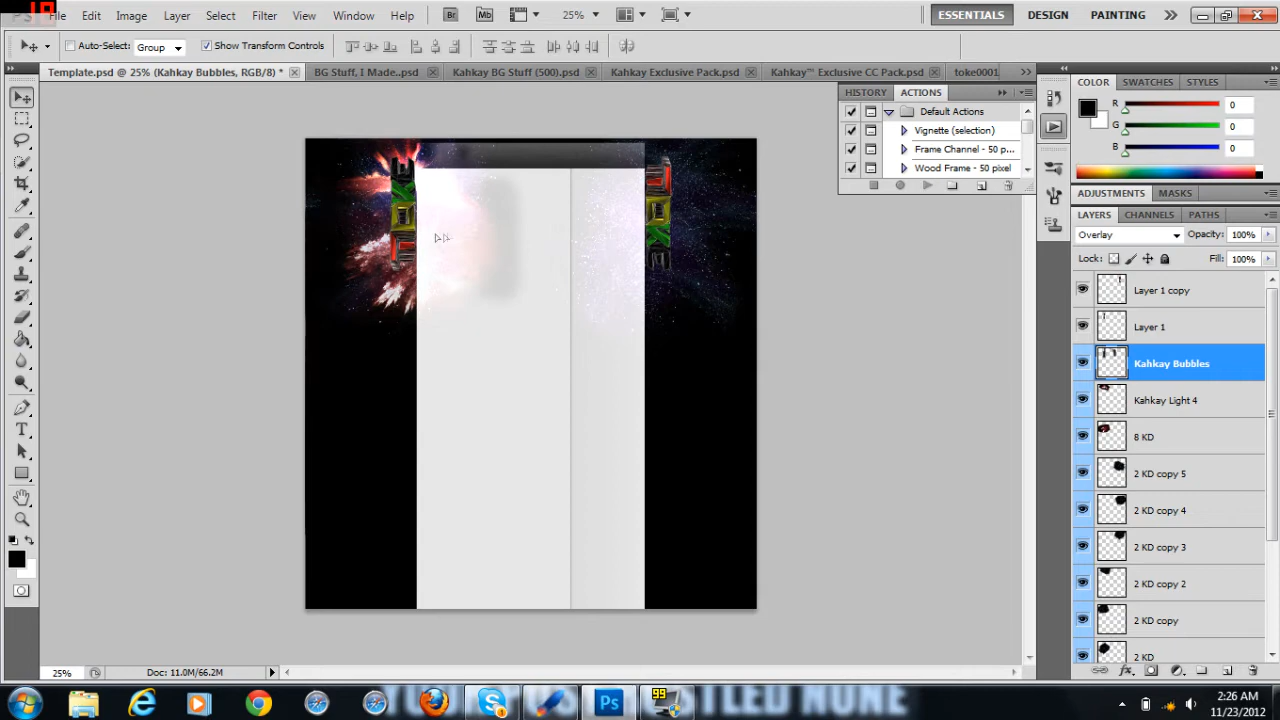 19
File Edit Image Layer Select Filter View Window Help Br Mb 25% ESSENTIALS DESIGN PAINTING
Auto-Select: Group Show Transform Controls
Template.psd @ 25% (Kahkay Bubbles, RGB/8) * BG Stuff, I Made..psd Kahkay BG Stuff (500).psd Kahkay Exclusive Pack.psd Kahkay™ Exclusive CC Pack.psd toke0001
HISTORY ACTIONS
Default Actions
Vignette (selection)
Frame Channel - 50 p...
Wood Frame - 50 pixel
COLOR SWATCHES STYLES
R 0
G 0
B 0
ADJUSTMENTS MASKS
LAYERS CHANNELS PATHS
Overlay Opacity: 100%
Lock: Fill: 100%
Layer 1 copy
Layer 1
Kahkay Bubbles
Kahkay Light 4
8 KD
2 KD copy 5
2 KD copy 4
2 KD copy 3
2 KD copy 2
2 KD copy
2 KD
25% Doc: 11.0M/66.2M
Ps
99
2:26 AM
11/23/2012